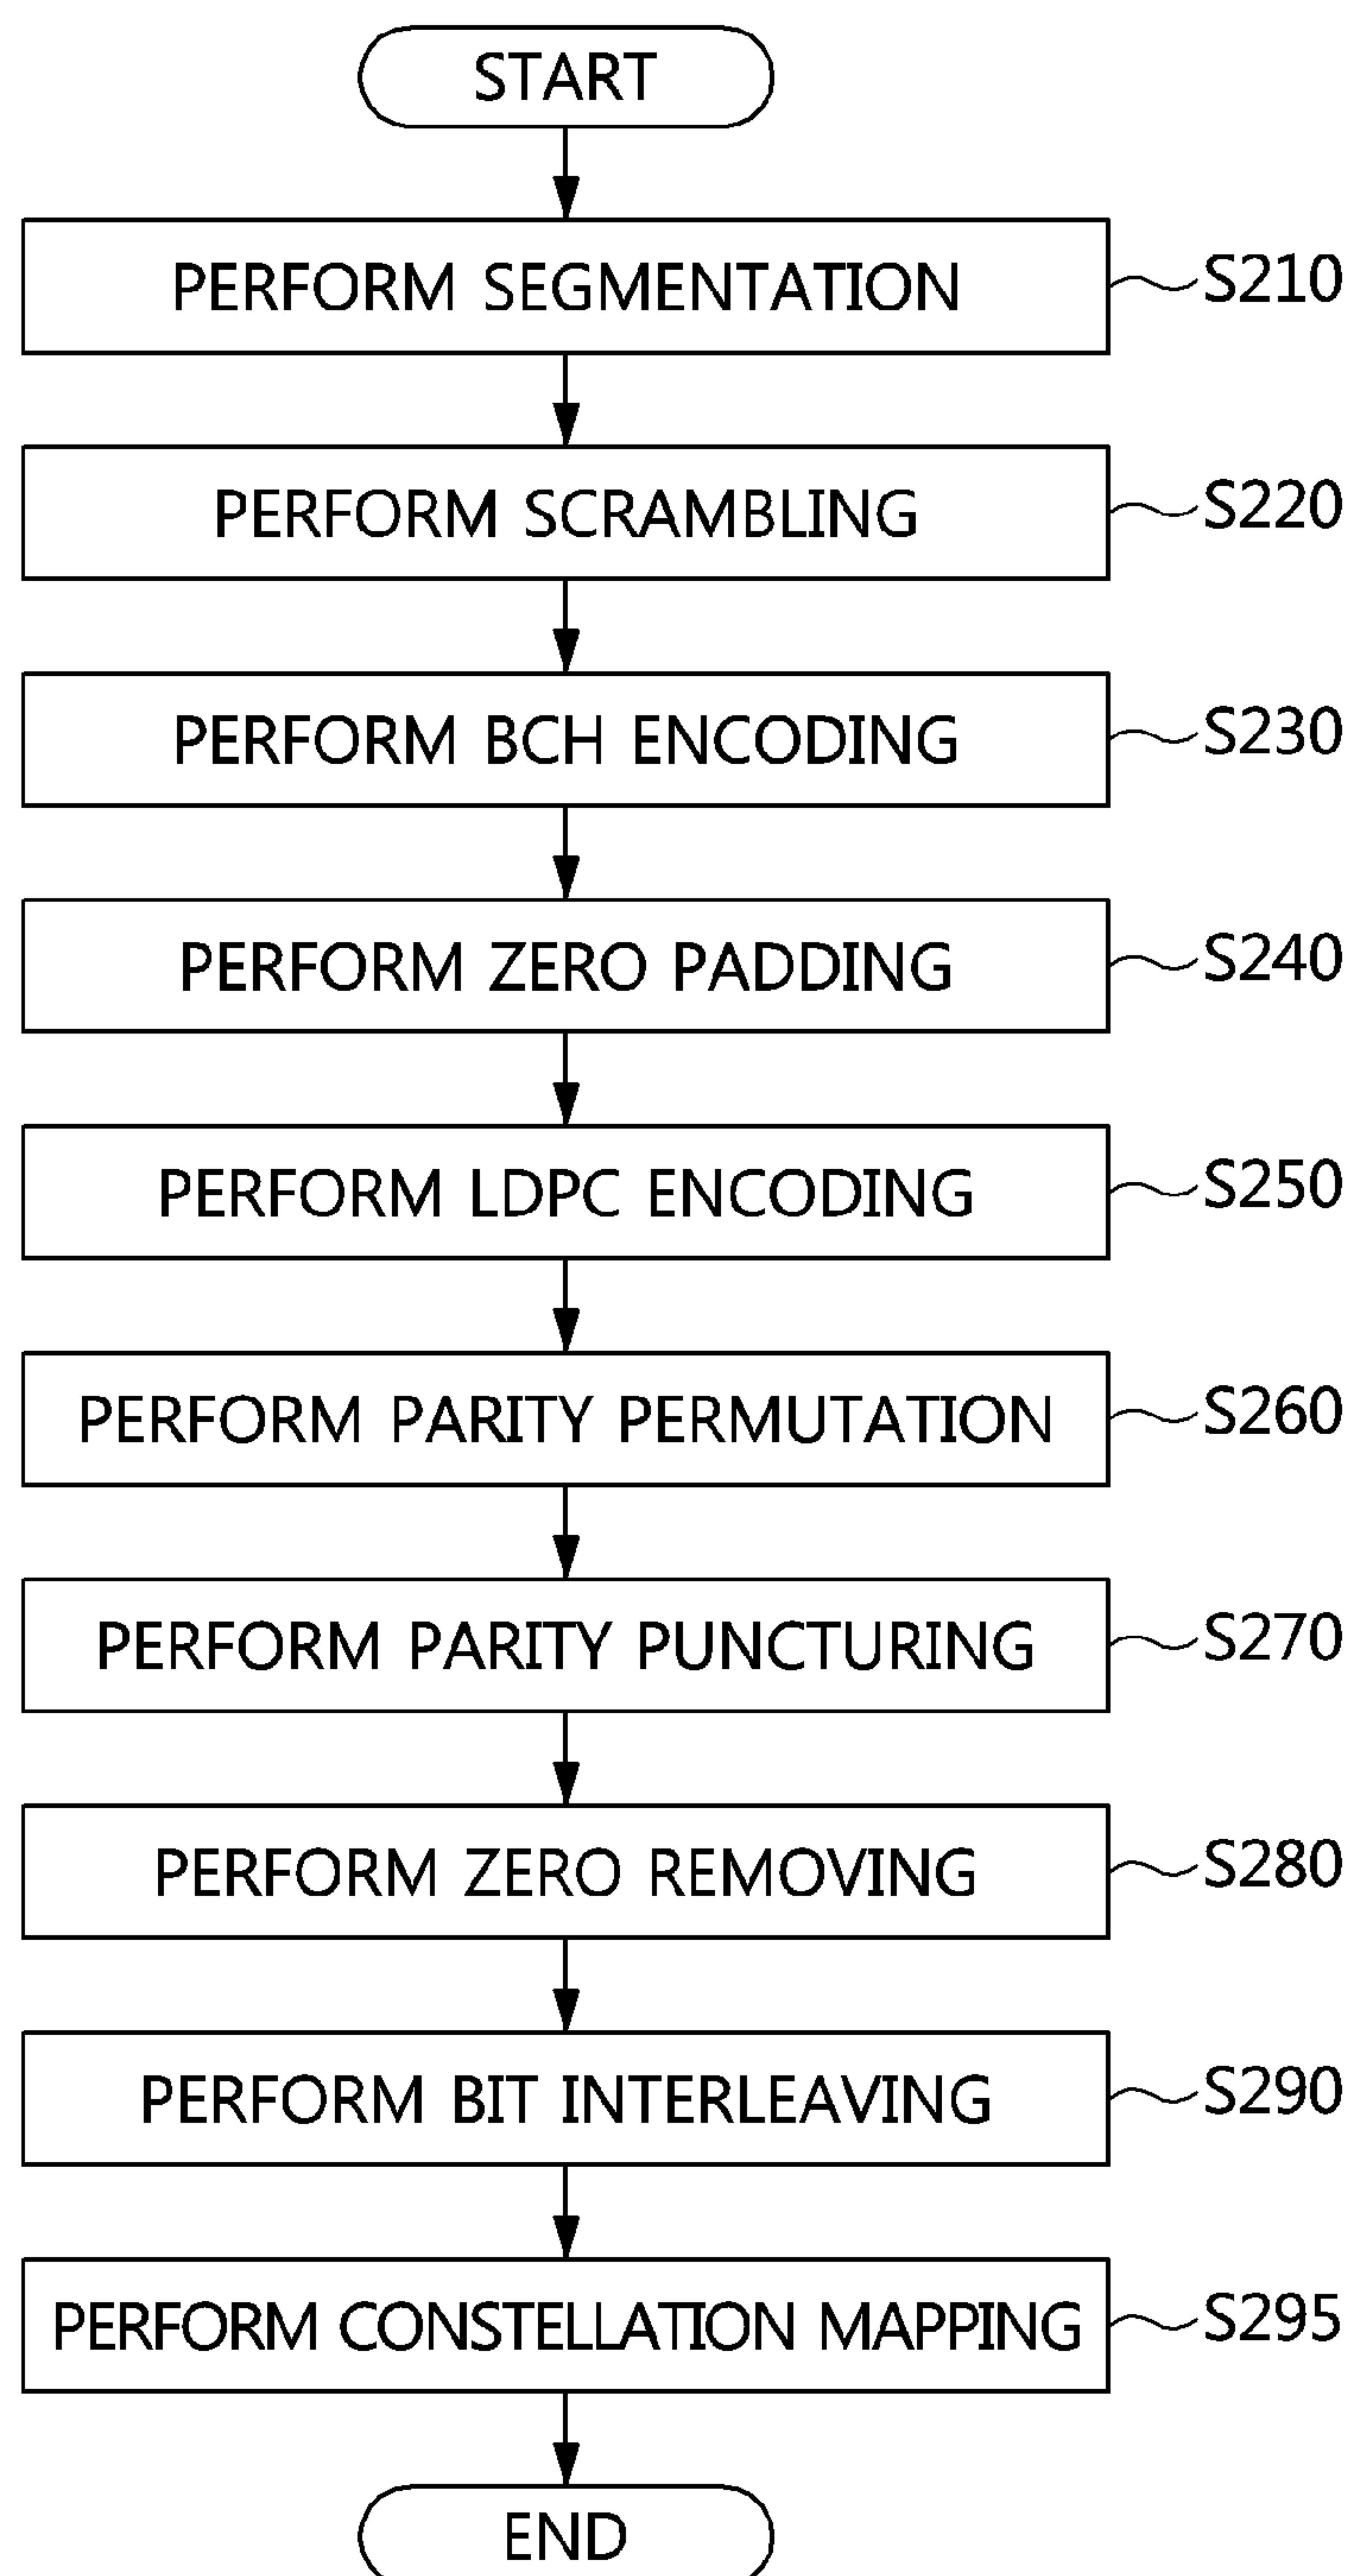 START
PERFORM SEGMENTATION S210
PERFORM SCRAMBLING S220
PERFORM BCH ENCODING S230
PERFORM ZERO PADDING S240
PERFORM LDPC ENCODING S250
PERFORM PARITY PERMUTATION S260
PERFORM PARITY PUNCTURING S270
PERFORM ZERO REMOVING S280
PERFORM BIT INTERLEAVING S290
PERFORM CONSTELLATION MAPPING S295
END